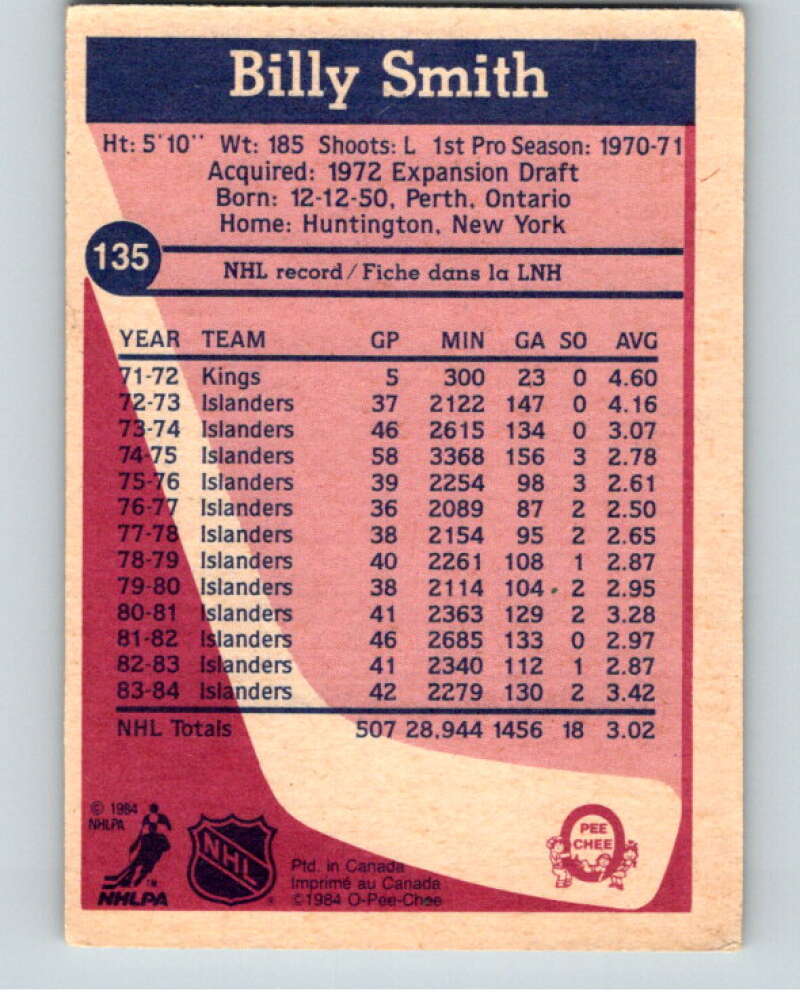 Billy Smith
Ht: 5'10" Wt: 185 Shoots: L 1st Pro Season: 1970-71
Acquired: 1972 Expansion Draft
Born: 12-12-50, Perth, Ontario
Home: Huntington, New York
135
NHL record/Fiche dans la LNH
YEAR TEAM GP MIN GA SO AVG
71-72 Kings 5 300 23 0 4.60
72-73 Islanders 37 2122 147 0 4.16
73-74 Islanders 46 2615 134 0 3.07
74-75 Islanders 58 3368 156 3 2.78
75-76 Islanders 39 2254 98 3 2.61
76-77 Islanders 36 2089 87 2 2.50
77-78 Islanders 38 2154 95 2 2.65
78-79 Islanders 40 2261 108 1 2.87
79-80 Islanders 38 2114 104 2 2.95
80-81 Islanders 41 2363 129 2 3.28
81-82 Islanders 46 2685 133 0 2.97
82-83 Islanders 41 2340 112 1 2.87
83-84 Islanders 42 2279 130 2 3.42
NHL Totals 507 28,944 1456 18 3.02
© 1984
NHLPA
NHLPA
™
NHL
®
Ptd. in Canada
Imprimé au Canada
©1984 O-Pee-Chee
PEE
CHEE